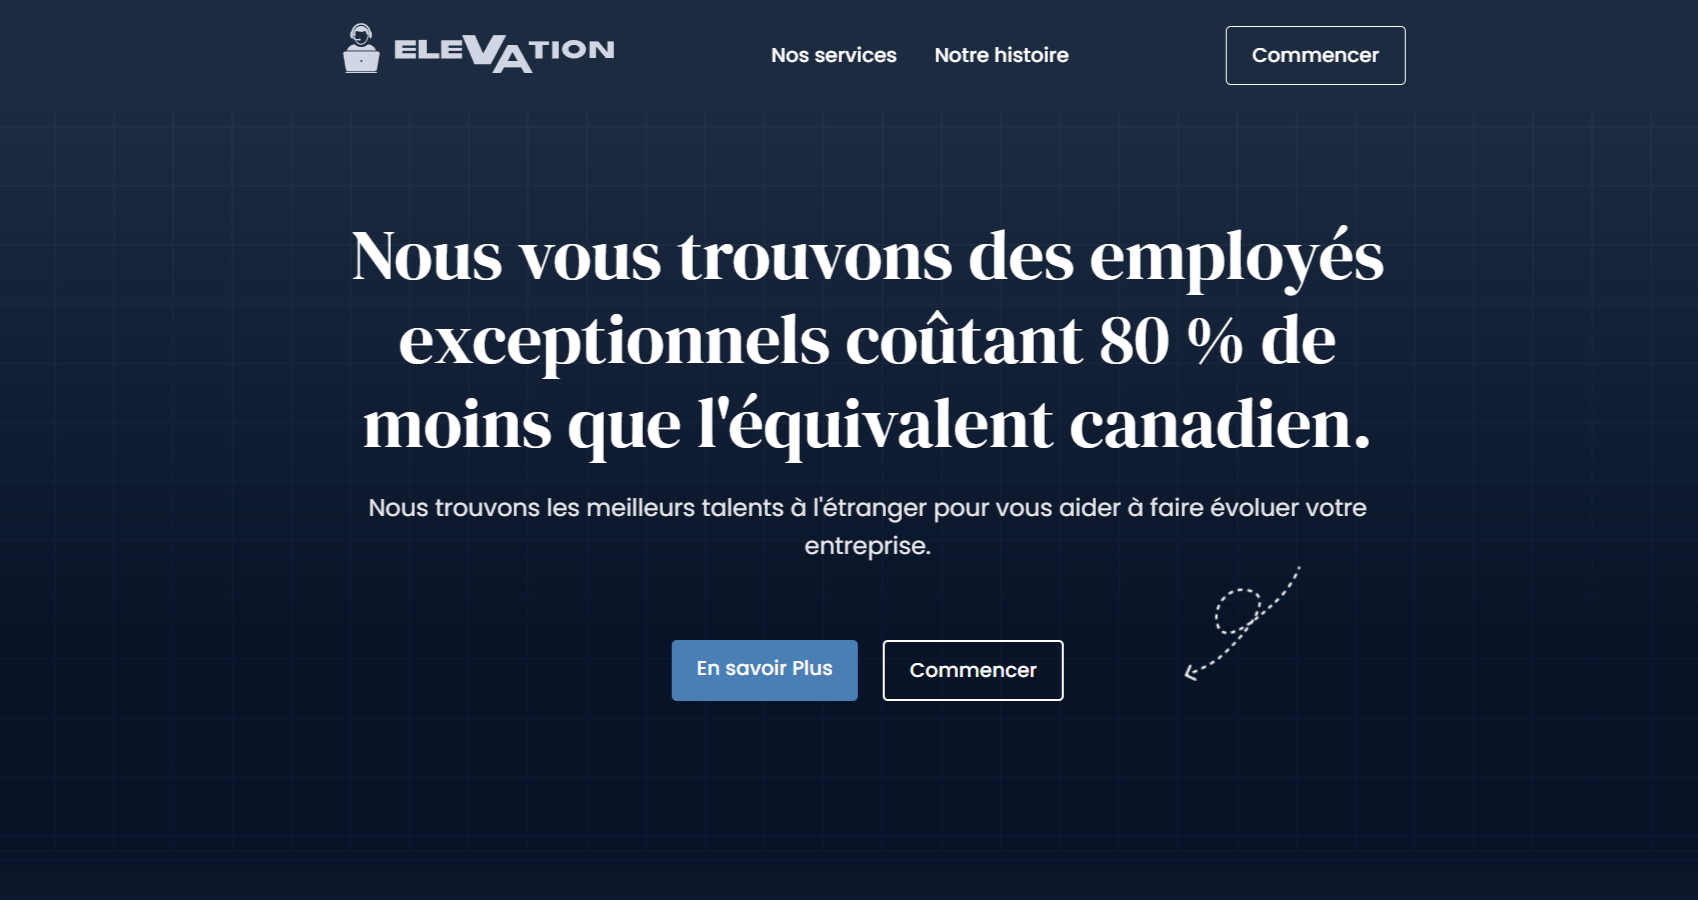 ELEVATION
Nos services
Notre histoire
Commencer
Nous vous trouvons des employés
exceptionnels coûtant 80 % de
moins que l'équivalent canadien.
Nous trouvons les meilleurs talents à l'étranger pour vous aider à faire évoluer votre
entreprise.
En savoir Plus
Commencer